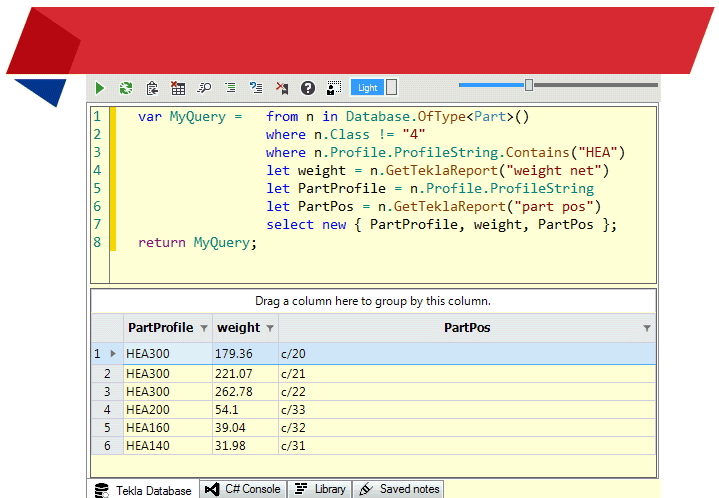 Light
1 var MyQuery = from n in Database.OfType<Part>()
2 where n.Class != "4"
3 where n.Profile.ProfileString.Contains("HEA")
4 let weight = n.GetTeklaReport("weight net")
5 let PartProfile = n.Profile.ProfileString
6 let PartPos = n.GetTeklaReport("part pos")
7 select new { PartProfile, weight, PartPos };
8 return MyQuery;
Drag a column here to group by this column.
PartProfile weight PartPos
1 HEA300 179.36 c/20
2 HEA300 221.07 c/21
3 HEA300 262.78 c/22
4 HEA200 54.1 c/33
5 HEA160 39.04 c/32
6 HEA140 31.98 c/31
Tekla Database C# Console Library Saved notes